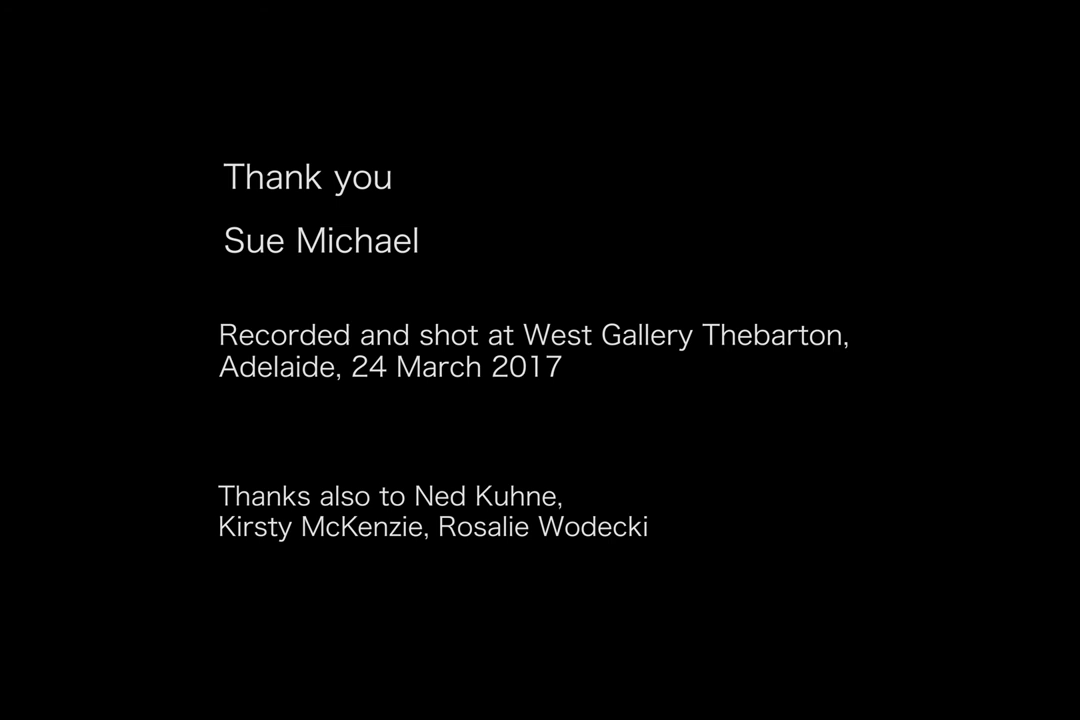 Thank you
Sue Michael
Recorded and shot at West Gallery Thebarton,
Adelaide, 24 March 2017
Thanks also to Ned Kuhne,
Kirsty McKenzie, Rosalie Wodecki